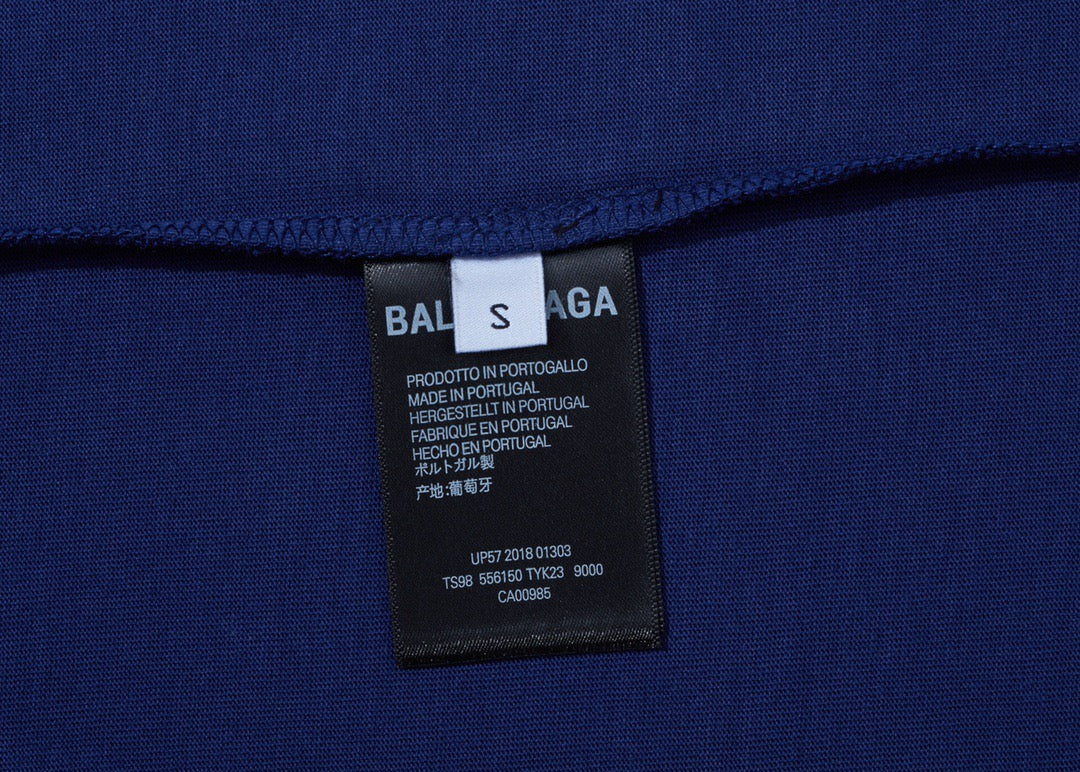 BAL AGA
S
PRODOTTO IN PORTOGALLO
MADE IN PORTUGAL
HERGESTELLT IN PORTUGAL
FABRIQUE EN PORTUGAL
HECHO EN PORTUGAL
ポルトガル製
产地:葡萄牙
UP57 2018 01303
TS98 556150 TYK23 9000
CA00985